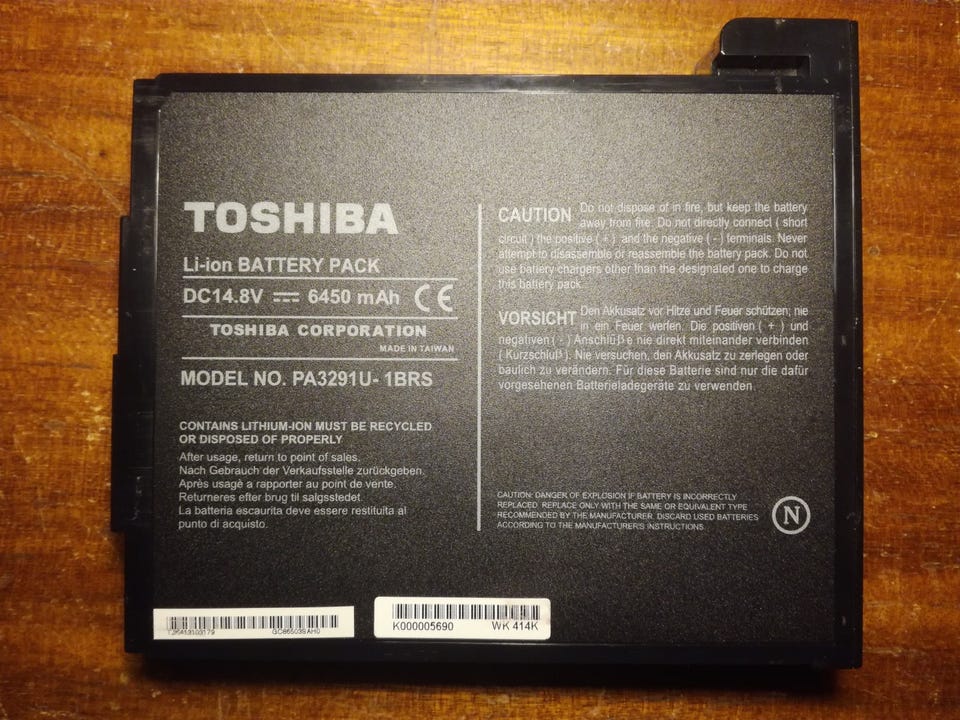 TOSHIBA
Li-ion BATTERY PACK
DC14.8V ⎓ 6450 mAh CE
TOSHIBA CORPORATION
MADE IN TAIWAN
MODEL NO. PA3291U- 1BRS
CONTAINS LITHIUM-ION MUST BE RECYCLED
OR DISPOSED OF PROPERLY
After usage, return to point of sales.
Nach Gebrauch der Verkaufsstelle zurückgeben.
Après usagè a rapporter au point de vente.
Returneres efter brug til salgsstedet.
La batteria escaurita deve essere restituita al
punto di acquisto.
CAUTION Do not dispose of in fire, but keep the battery
away from fire. Do not directly connect ( short
circuit ) the positive ( + ) and the negative ( - ) terminals. Never
attempt to disassemble or reassemble the battery pack. Do not
use battery chargers other than the designated one to charge
this battery pack.
VORSICHT Den Akkusatz vor Hitze und Feuer schützen; nie
in ein Feuer werfen. Die positiven ( + ) und
negativen ( - ) Anschlüße nie direkt miteinander verbinden
( Kurzschluß ). Nie versuchen, den Akkusatz zu zerlegen oder
baulich zu verändern. Für diese Batterie sind nur die dafür
vorgesehenen Batterieladegeräte zu verwenden.
CAUTION: DANGER OF EXPLOSION IF BATTERY IS INCORRECTLY
REPLACED. REPLACE ONLY WITH THE SAME OR EQUIVALENT TYPE
RECOMMENDED BY THE MANUFACTURER. DISCARD USED BATTERIES
ACCORDING TO THE MANUFACTURER'S INSTRUCTIONS.
N
GC86503SAH0
K000005690 WK 414K